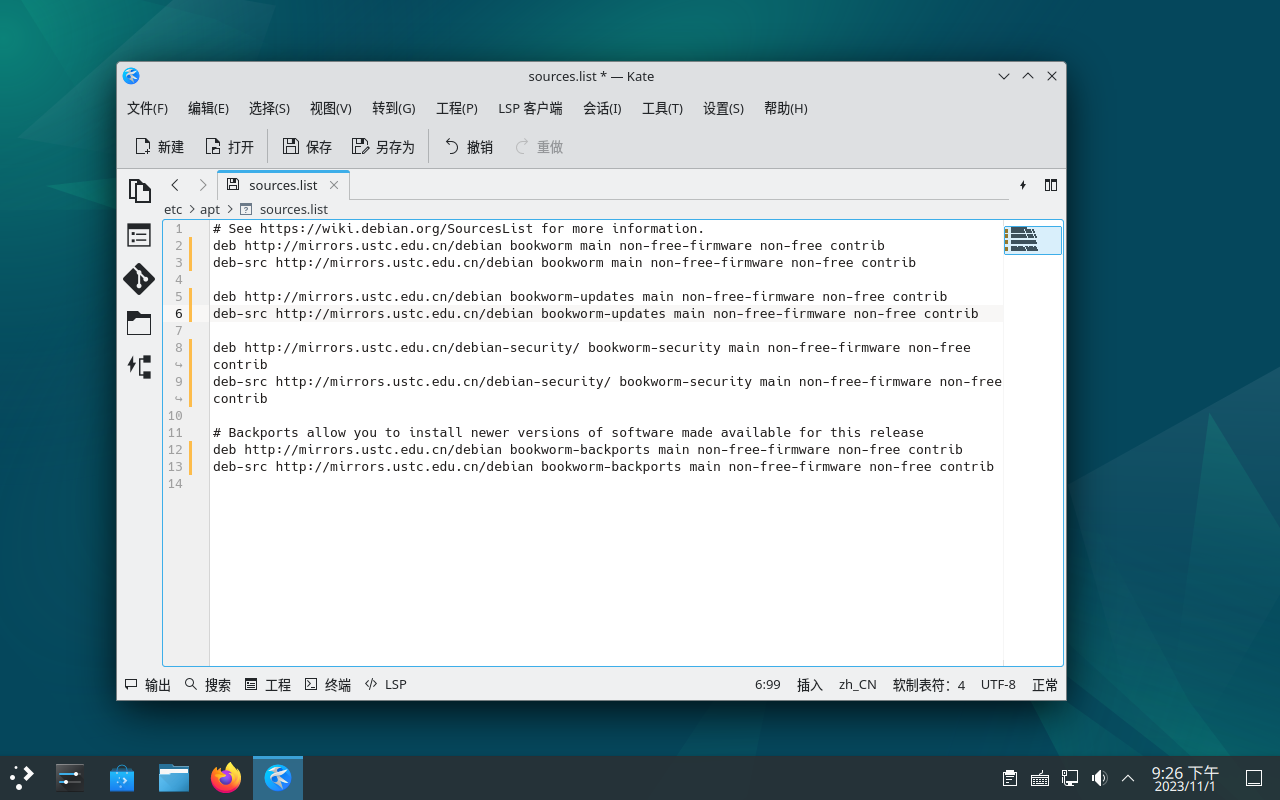 sources.list * — Kate
文件(F) 编辑(E) 选择(S) 视图(V) 转到(G) 工程(P) LSP 客户端 会话(I) 工具(T) 设置(S) 帮助(H)
新建 打开 保存 另存为 撤销 重做
sources.list
etc apt sources.list
1 # See https://wiki.debian.org/SourcesList for more information.
2 deb http://mirrors.ustc.edu.cn/debian bookworm main non-free-firmware non-free contrib
3 deb-src http://mirrors.ustc.edu.cn/debian bookworm main non-free-firmware non-free contrib
4
5 deb http://mirrors.ustc.edu.cn/debian bookworm-updates main non-free-firmware non-free contrib
6 deb-src http://mirrors.ustc.edu.cn/debian bookworm-updates main non-free-firmware non-free contrib
7
8 deb http://mirrors.ustc.edu.cn/debian-security/ bookworm-security main non-free-firmware non-free
contrib
9 deb-src http://mirrors.ustc.edu.cn/debian-security/ bookworm-security main non-free-firmware non-free
contrib
10
11 # Backports allow you to install newer versions of software made available for this release
12 deb http://mirrors.ustc.edu.cn/debian bookworm-backports main non-free-firmware non-free contrib
13 deb-src http://mirrors.ustc.edu.cn/debian bookworm-backports main non-free-firmware non-free contrib
14
输出 搜索 工程 终端 LSP 6:99 插入 zh_CN 软制表符：4 UTF-8 正常
9:26 下午
2023/11/1